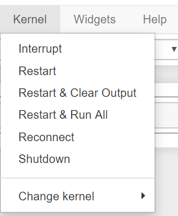 Kernel Widgets Help
Interrupt
Restart
Restart & Clear Output
Restart & Run All
Reconnect
Shutdown
Change kernel